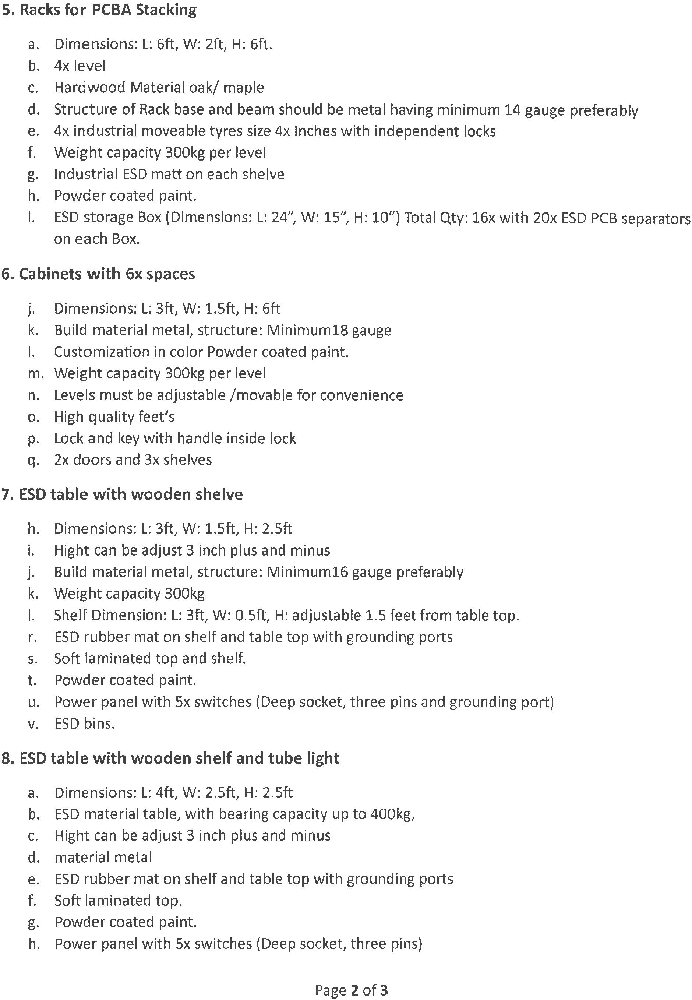 5. Racks for PCBA Stacking
a. Dimensions: L: 6ft, W: 2ft, H: 6ft.
b. 4x level
c. Hardwood Material oak/ maple
d. Structure of Rack base and beam should be metal having minimum 14 gauge preferably
e. 4x industrial moveable tyres size 4x Inches with independent locks
f. Weight capacity 300kg per level
g. Industrial ESD matt on each shelve
h. Powder coated paint.
i. ESD storage Box (Dimensions: L: 24”, W: 15”, H: 10”) Total Qty: 16x with 20x ESD PCB separators
on each Box.
6. Cabinets with 6x spaces
j. Dimensions: L: 3ft, W: 1.5ft, H: 6ft
k. Build material metal, structure: Minimum18 gauge
l. Customization in color Powder coated paint.
m. Weight capacity 300kg per level
n. Levels must be adjustable /movable for convenience
o. High quality feet’s
p. Lock and key with handle inside lock
q. 2x doors and 3x shelves
7. ESD table with wooden shelve
h. Dimensions: L: 3ft, W: 1.5ft, H: 2.5ft
i. Hight can be adjust 3 inch plus and minus
j. Build material metal, structure: Minimum16 gauge preferably
k. Weight capacity 300kg
l. Shelf Dimension: L: 3ft, W: 0.5ft, H: adjustable 1.5 feet from table top.
r. ESD rubber mat on shelf and table top with grounding ports
s. Soft laminated top and shelf.
t. Powder coated paint.
u. Power panel with 5x switches (Deep socket, three pins and grounding port)
v. ESD bins.
8. ESD table with wooden shelf and tube light
a. Dimensions: L: 4ft, W: 2.5ft, H: 2.5ft
b. ESD material table, with bearing capacity up to 400kg,
c. Hight can be adjust 3 inch plus and minus
d. material metal
e. ESD rubber mat on shelf and table top with grounding ports
f. Soft laminated top.
g. Powder coated paint.
h. Power panel with 5x switches (Deep socket, three pins)
Page 2 of 3